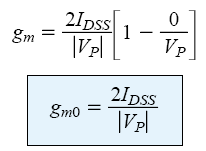 g_m = \frac{2I_{DSS}}{|V_P|} \left[ 1 - \frac{0}{V_P} \right]
g_{m0} = \frac{2I_{DSS}}{|V_P|}